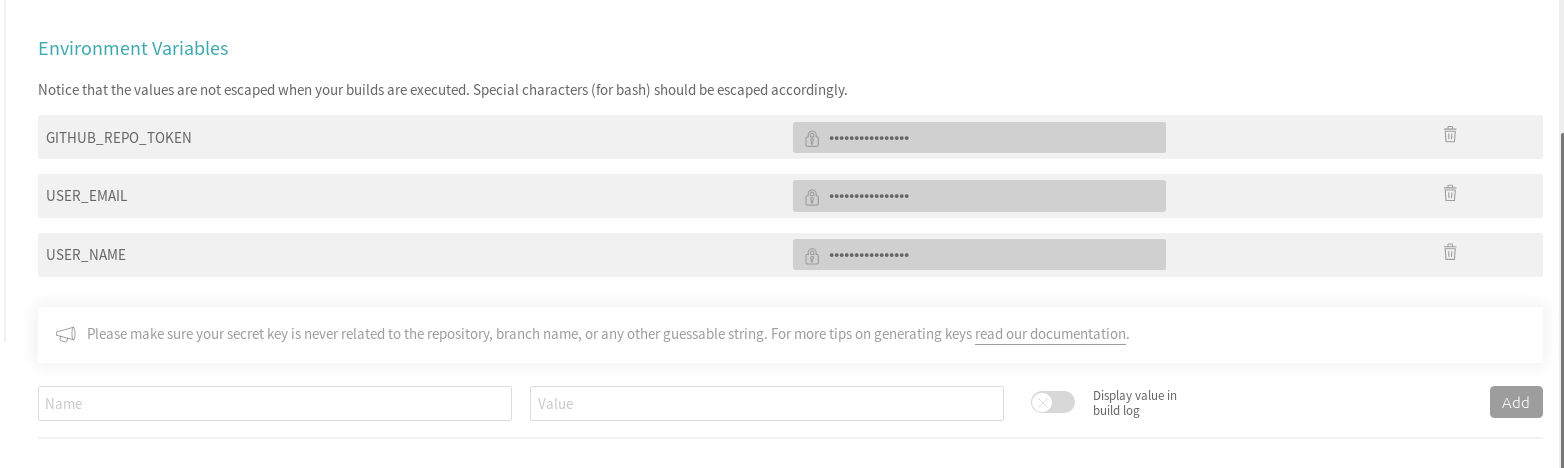 Environment Variables
Notice that the values are not escaped when your builds are executed. Special characters (for bash) should be escaped accordingly.
GITHUB_REPO_TOKEN ••••••••••••••••
USER_EMAIL ••••••••••••••••
USER_NAME ••••••••••••••••
Please make sure your secret key is never related to the repository, branch name, or any other guessable string. For more tips on generating keys read our documentation.
Name Value Display value in
build log Add